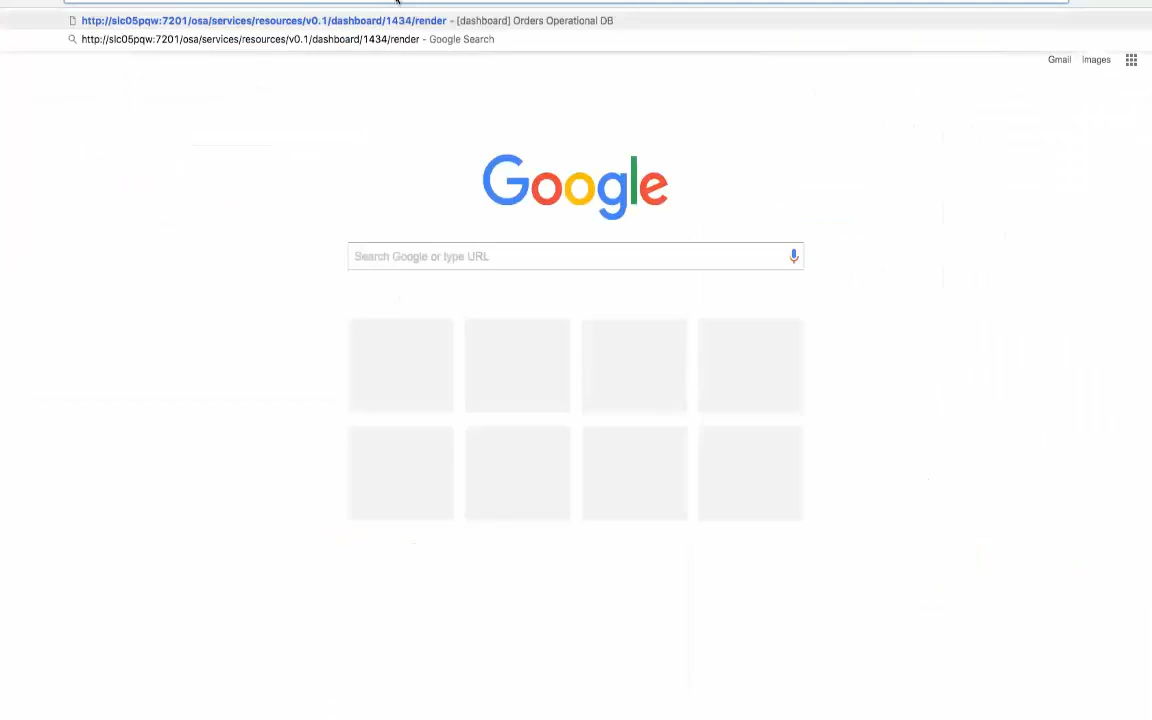 http://slc05pqw:7201/osa/services/resources/v0.1/dashboard/1434/render - [dashboard] Orders Operational DB
http://slc05pqw:7201/osa/services/resources/v0.1/dashboard/1434/render - Google Search
Gmail Images
Google
Search Google or type URL